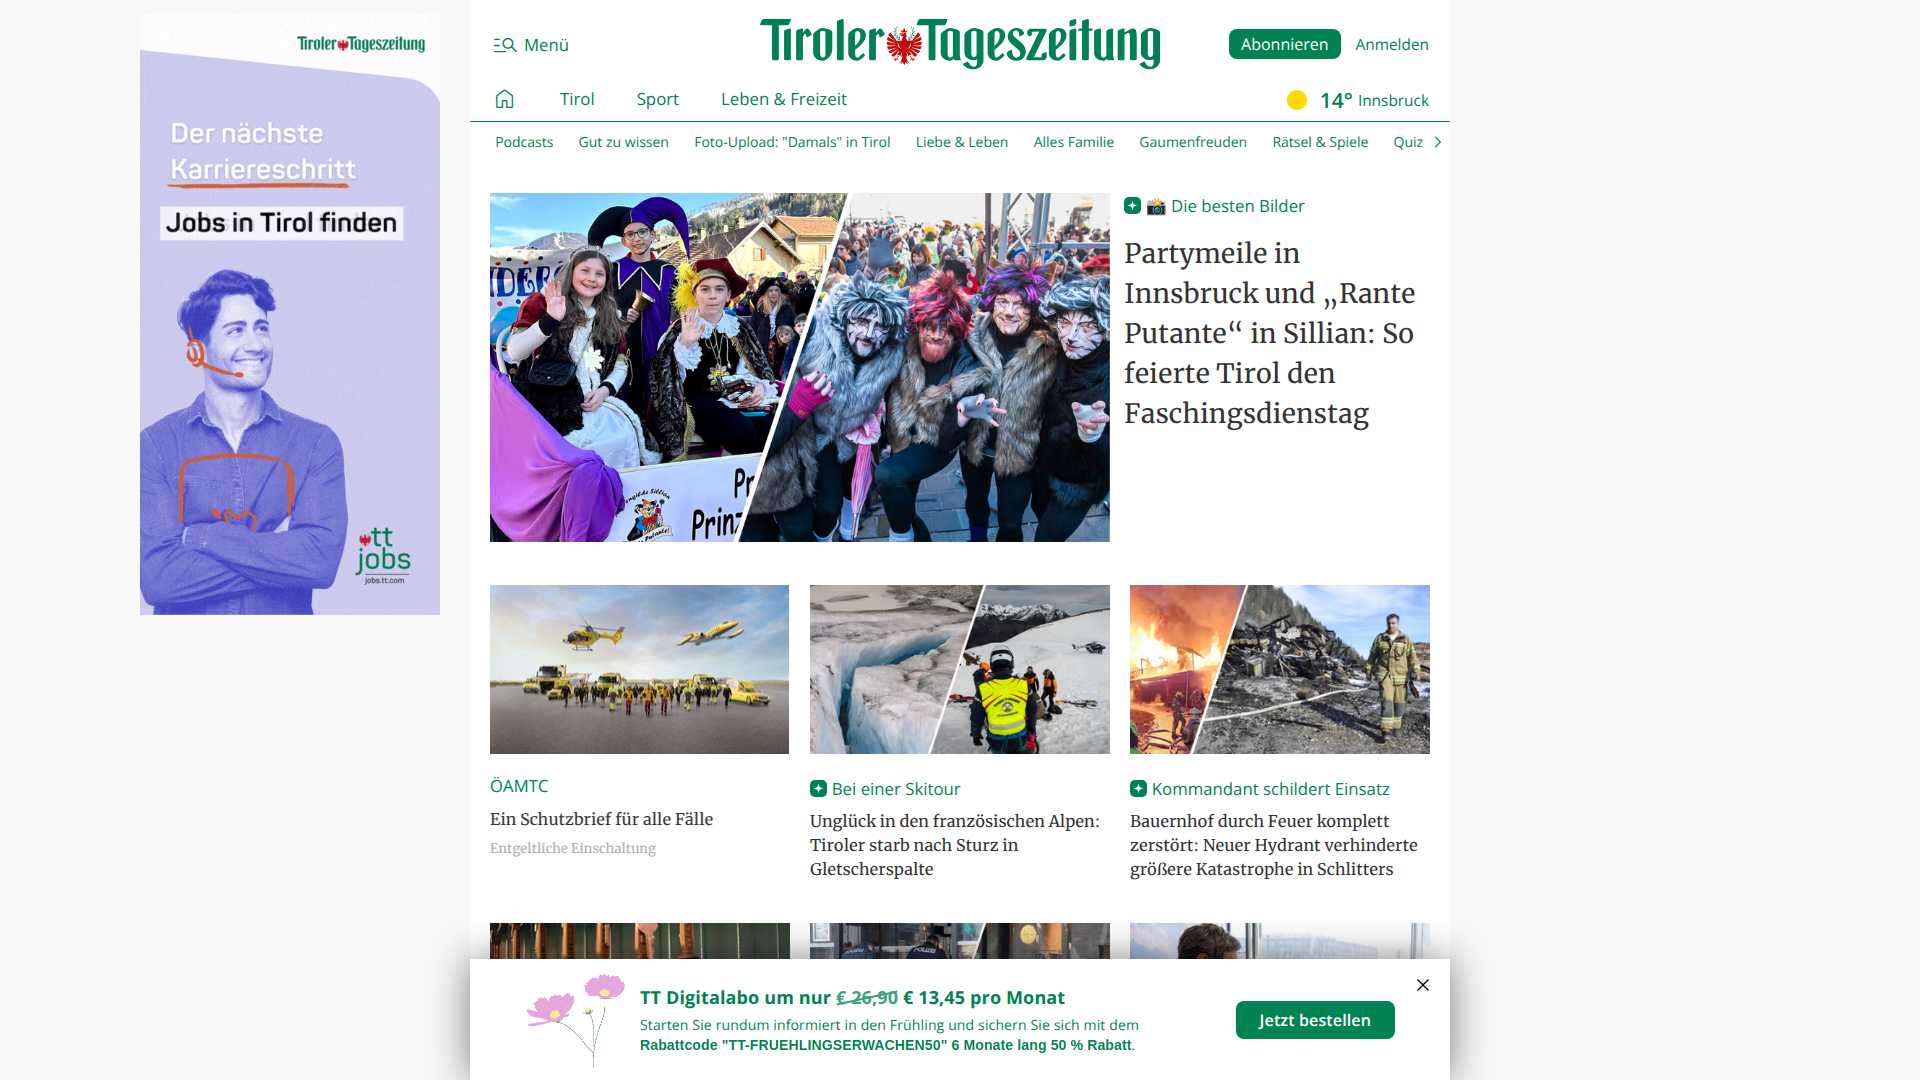 Tiroler Tageszeitung
Der nächste
Karriereschritt
Jobs in Tirol finden
tt
jobs
jobs.tt.com
Menü
Tiroler Tageszeitung
Abonnieren
Anmelden
Tirol
Sport
Leben & Freizeit
14° Innsbruck
Podcasts
Gut zu wissen
Foto-Upload: "Damals" in Tirol
Liebe & Leben
Alles Familie
Gaumenfreuden
Rätsel & Spiele
Quiz
📸 Die besten Bilder
Partymeile in
Innsbruck und „Rante
Putante“ in Sillian: So
feierte Tirol den
Faschingsdienstag
ÖAMTC
Ein Schutzbrief für alle Fälle
Entgeltliche Einschaltung
Bei einer Skitour
Unglück in den französischen Alpen:
Tiroler starb nach Sturz in
Gletscherspalte
Kommandant schildert Einsatz
Bauernhof durch Feuer komplett
zerstört: Neuer Hydrant verhinderte
größere Katastrophe in Schlitters
TT Digitalabo um nur € 26,90 € 13,45 pro Monat
Starten Sie rundum informiert in den Frühling und sichern Sie sich mit dem
Rabattcode "TT-FRUEHLINGSERWACHEN50" 6 Monate lang 50 % Rabatt.
Jetzt bestellen